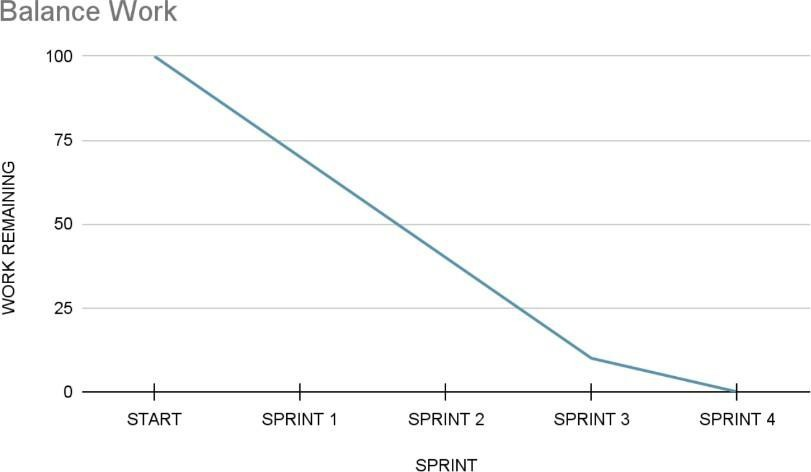 Balance Work
100
75
50
25
0
WORK REMAINING
START SPRINT 1 SPRINT 2 SPRINT 3 SPRINT 4
SPRINT